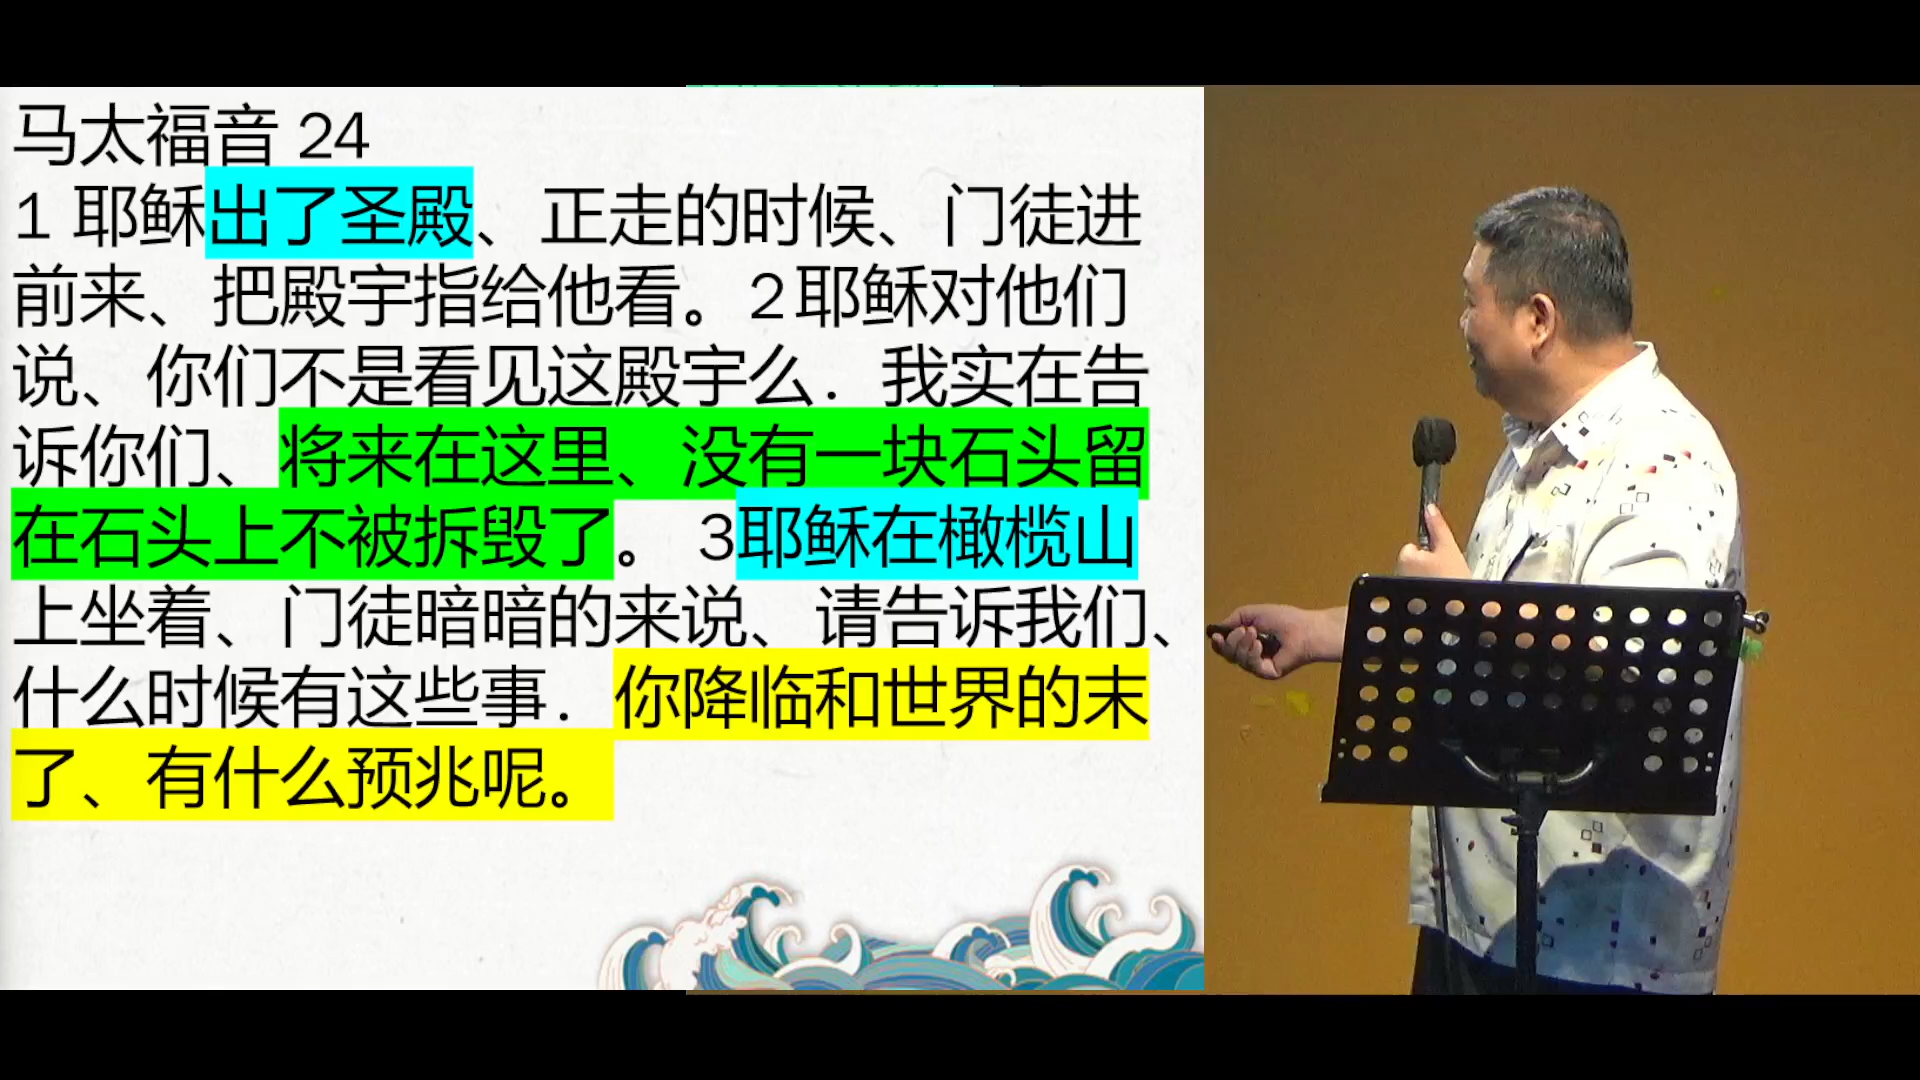 马太福音 24
1 耶稣出了圣殿、正走的时候、门徒进
前来、把殿宇指给他看。2耶稣对他们
说、你们不是看见这殿宇么．我实在告
诉你们、将来在这里、没有一块石头留
在石头上不被拆毁了。 3耶稣在橄榄山
上坐着、门徒暗暗的来说、请告诉我们、
什么时候有这些事．你降临和世界的末
了、有什么预兆呢。